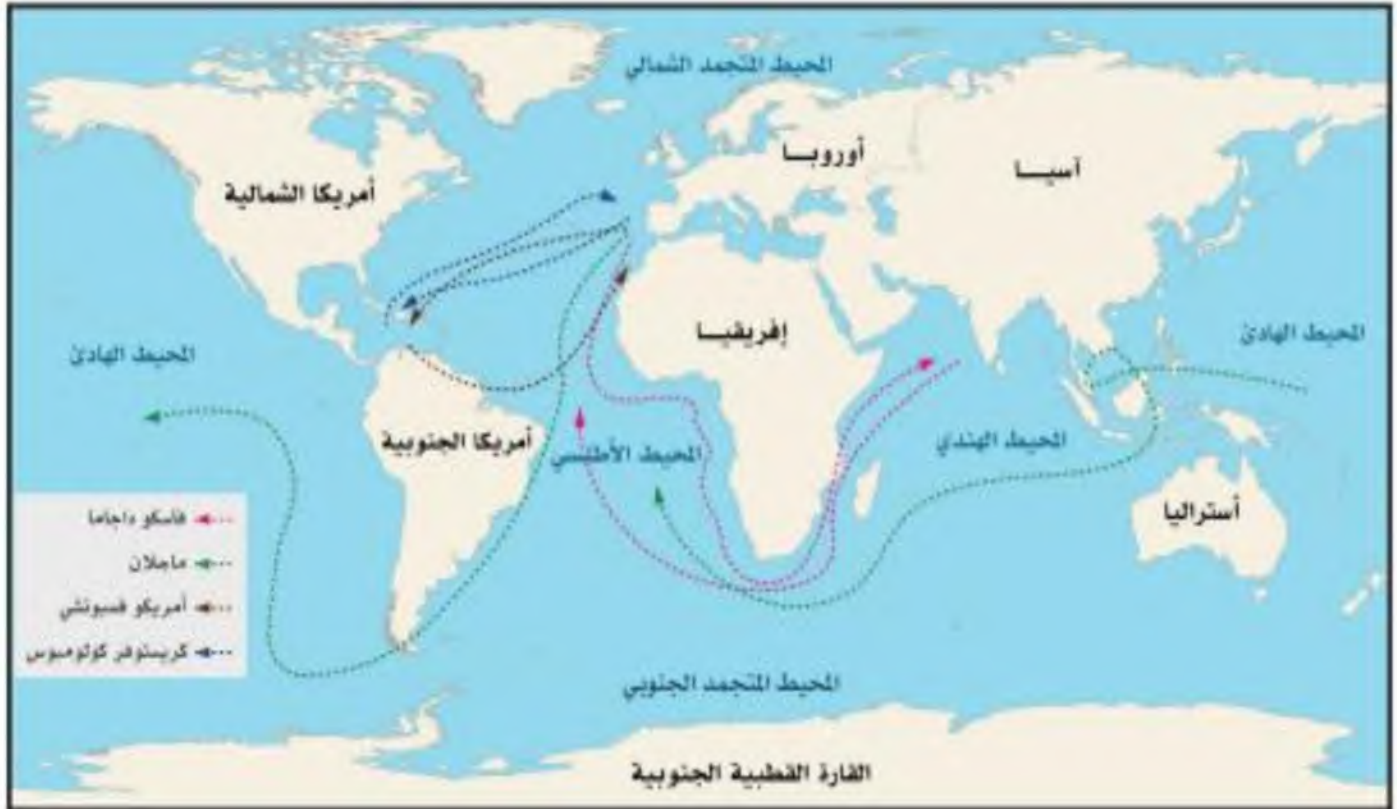 المحيط المتجمد الشمالي
أوروبا
آسيا
أمريكا الشمالية
إفريقيا
المحيط الهادئ
المحيط الهادئ
أمريكا الجنوبية
المحيط الأطلسي
المحيط الهندي
أستراليا
فاسكو داجاما
ماجلان
أمريكو فسبوتشي
كريستوفر كولومبوس
المحيط المتجمد الجنوبي
القارة القطبية الجنوبية